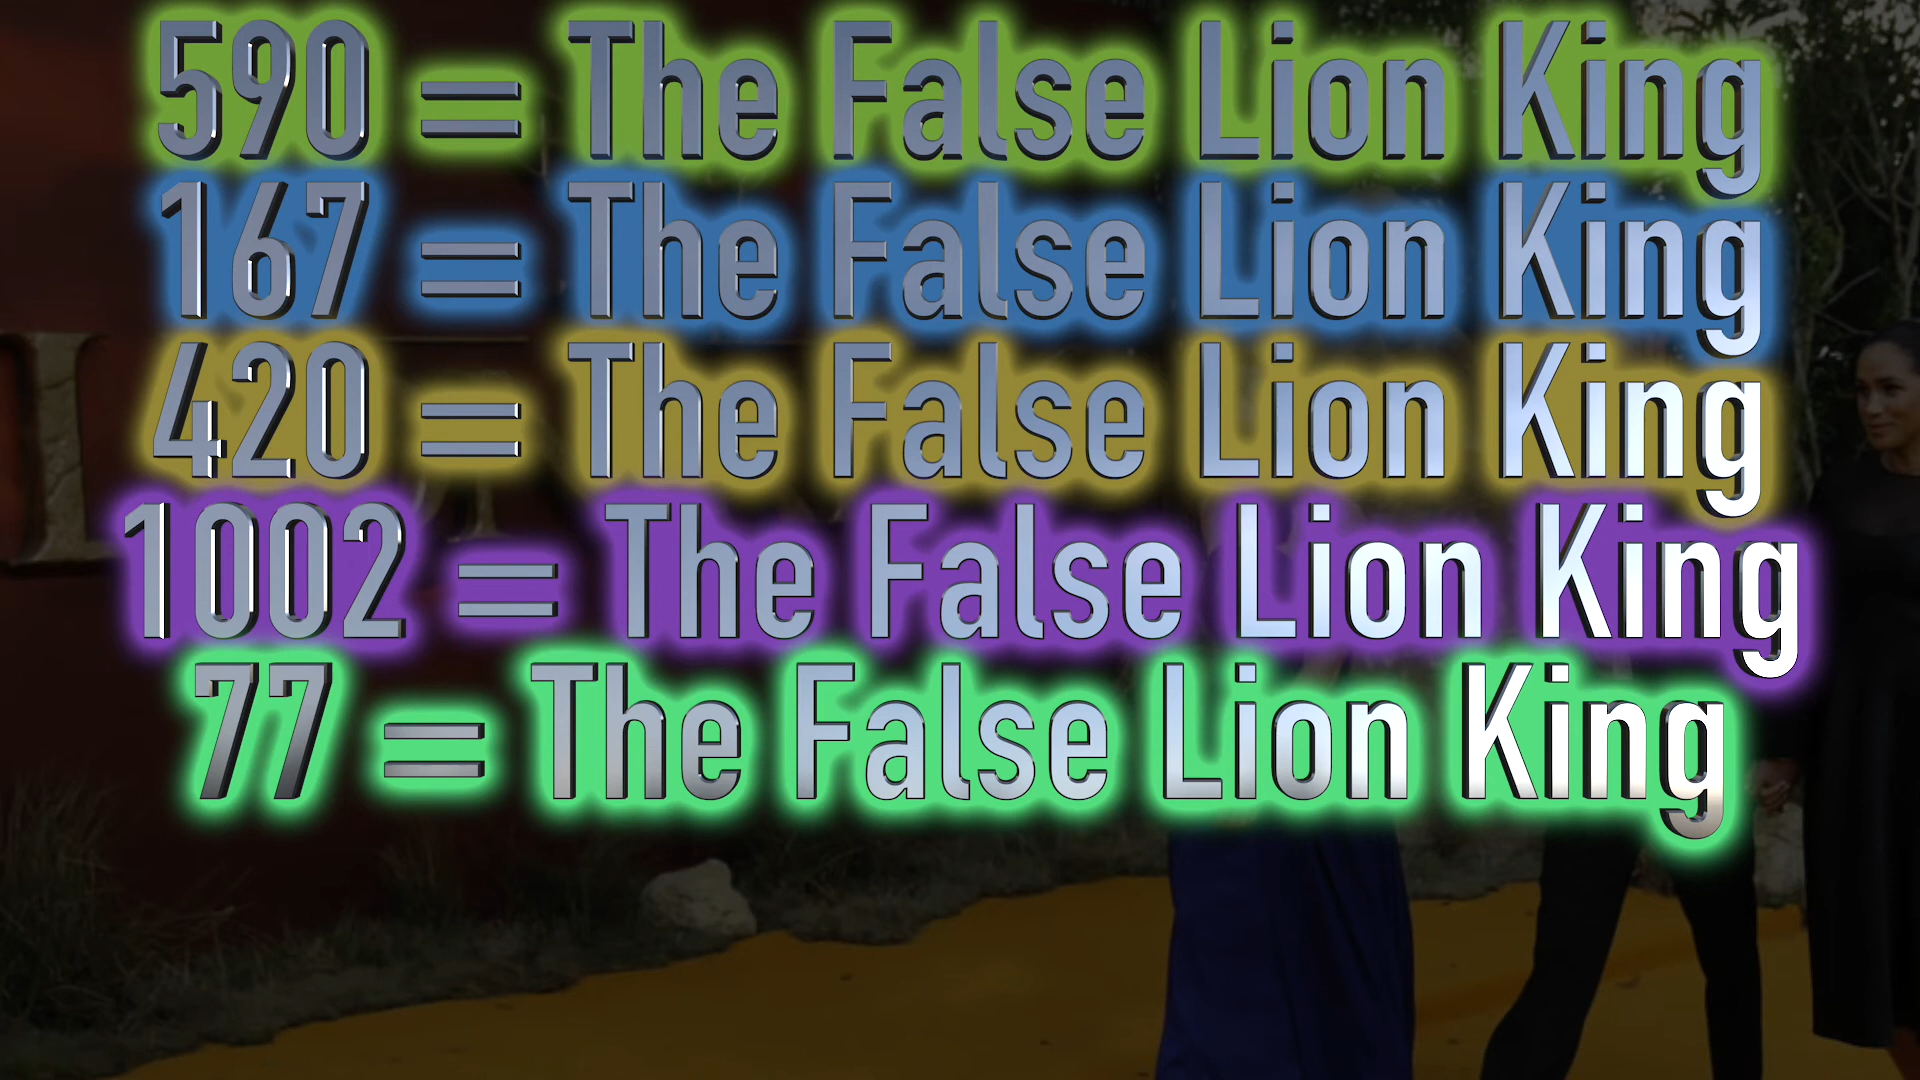 590 = The False Lion King
167 = The False Lion King
420 = The False Lion King
1002 = The False Lion King
77 = The False Lion King